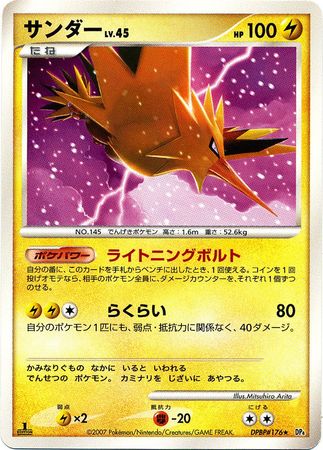 サンダー LV.45 HP 100
たね
NO.145 でんげきポケモン 高さ：1.6m 重さ：52.6kg
ポケパワー ライトニングボルト
自分の番に、このカードを手札からベンチに出したとき、1回使える。コインを1回
投げオモテなら、相手のポケモン全員に、ダメージカウンターを、それぞれ1個ずつ
のせる。
らくらい 80
自分のポケモン1匹にも、弱点・抵抗力に関係なく、40ダメージ。
かみなりぐもの なかに いると いわれる
でんせつの ポケモン。 カミナリを じざいに あやつる。
Illus. Mitsuhiro Arita
弱点 抵抗力 にげる
×2 -20
1 EDITION
DPBP#176★ DP4
©2007 Pokémon/Nintendo/Creatures/GAME FREAK.